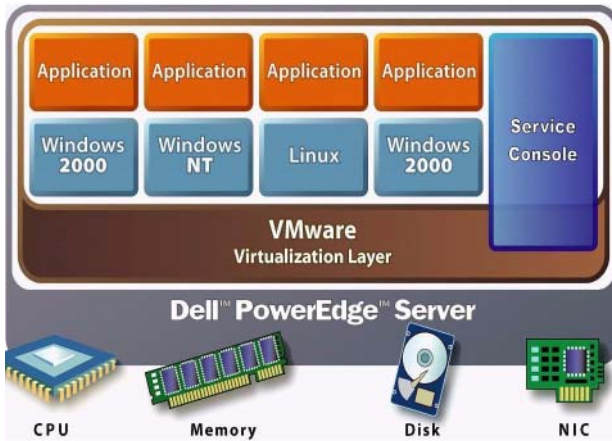 Application Application Application Application
Windows 2000 Windows NT Linux Windows 2000
Service Console
VMware
Virtualization Layer
Dell™ PowerEdge™ Server
CPU Memory Disk NIC